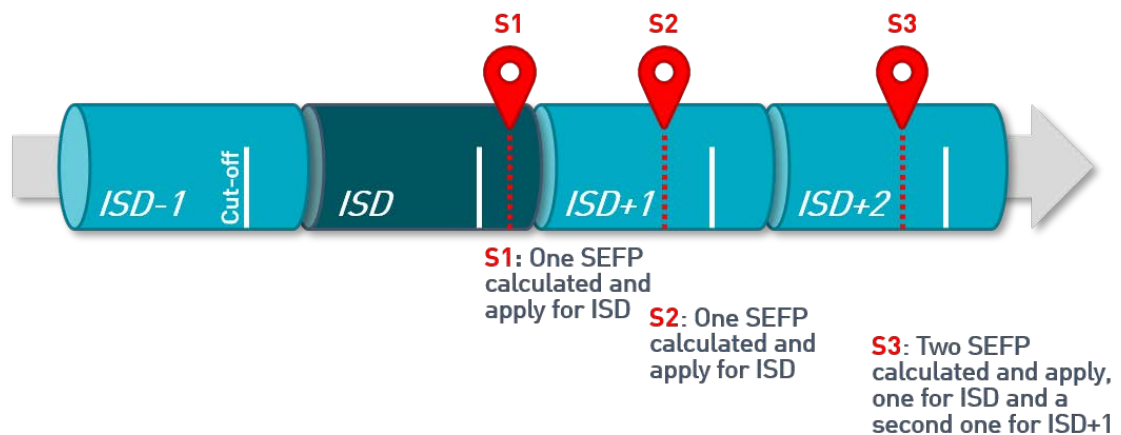 S1
S2
S3
ISD-1
Cut-off
ISD
ISD+1
ISD+2
S1: One SEFP
calculated and
apply for ISD
S2: One SEFP
calculated and
apply for ISD
S3: Two SEFP
calculated and apply,
one for ISD and a
second one for ISD+1